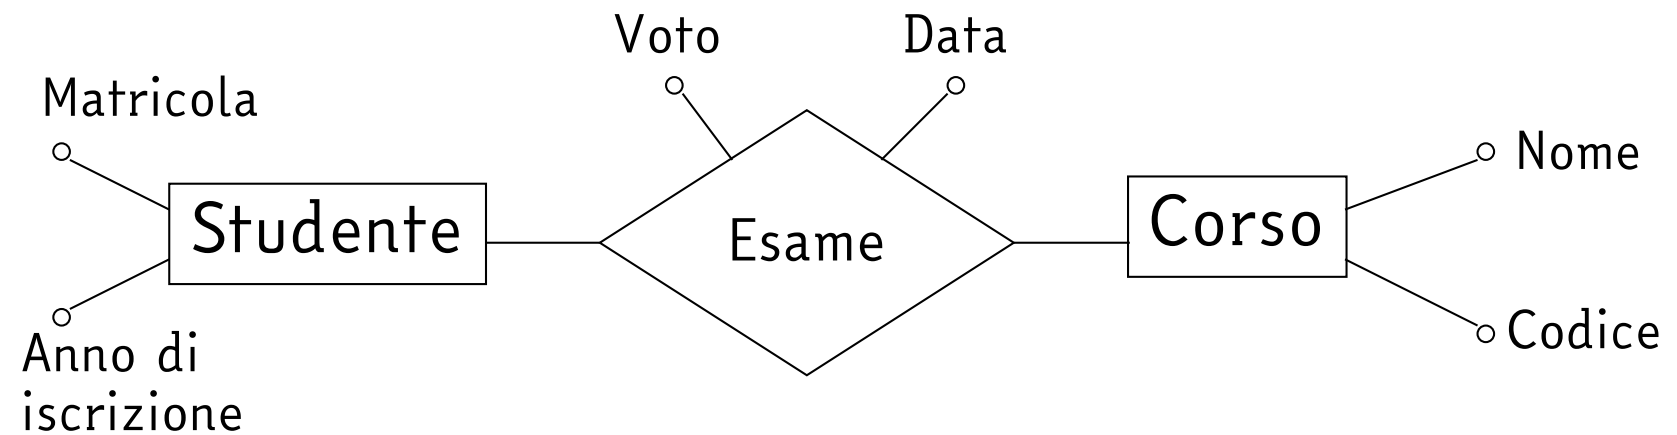 Voto
Data
Matricola
Nome
Studente
Esame
Corso
Codice
Anno di
iscrizione